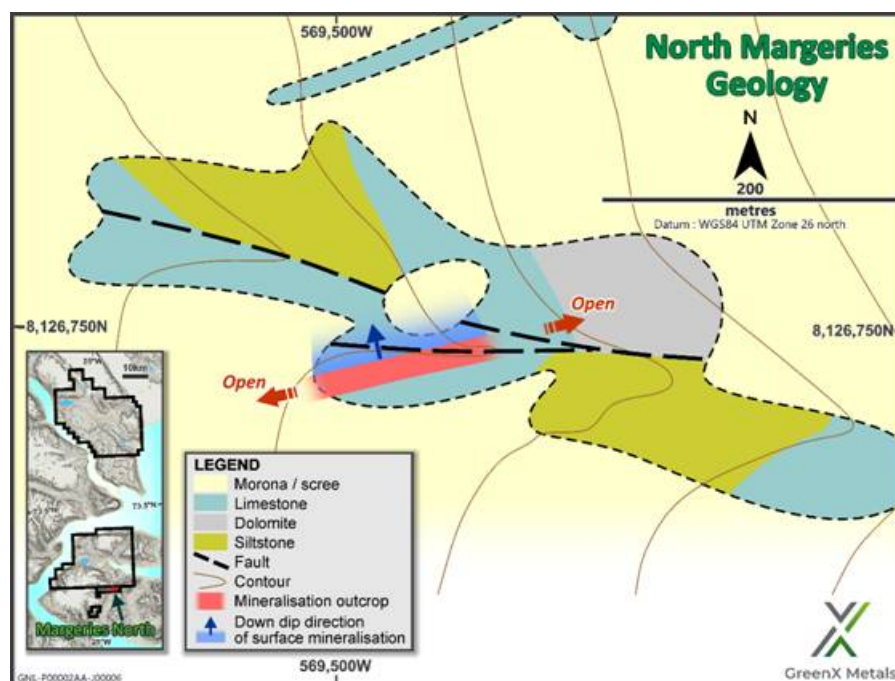 569,500W
North Margeries
Geology
N
200
metres
Datum : WGS84 UTM Zone 26 north
Open
8,126,750N
8,126,750N
Open
10km
LEGEND
Morona / scree
Limestone
Dolomite
Siltstone
Fault
Contour
Mineralisation outcrop
Down dip direction
of surface mineralisation
73.5°N
Margeries North
569,500W
GreenX Metals